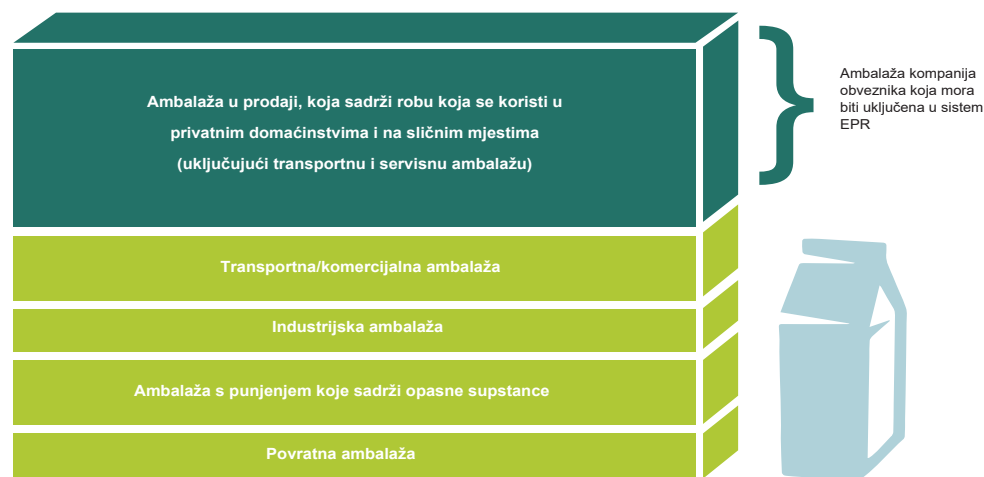 Ambalaža u prodaji, koja sadrži robu koja se koristi u
privatnim domaćinstvima i na sličnim mjestima
(uključujući transportnu i servisnu ambalažu)
Ambalaža kompanija
obveznika koja mora
biti uključena u sistem
EPR
Transportna/komercijalna ambalaža
Industrijska ambalaža
Ambalaža s punjenjem koje sadrži opasne supstance
Povratna ambalaža